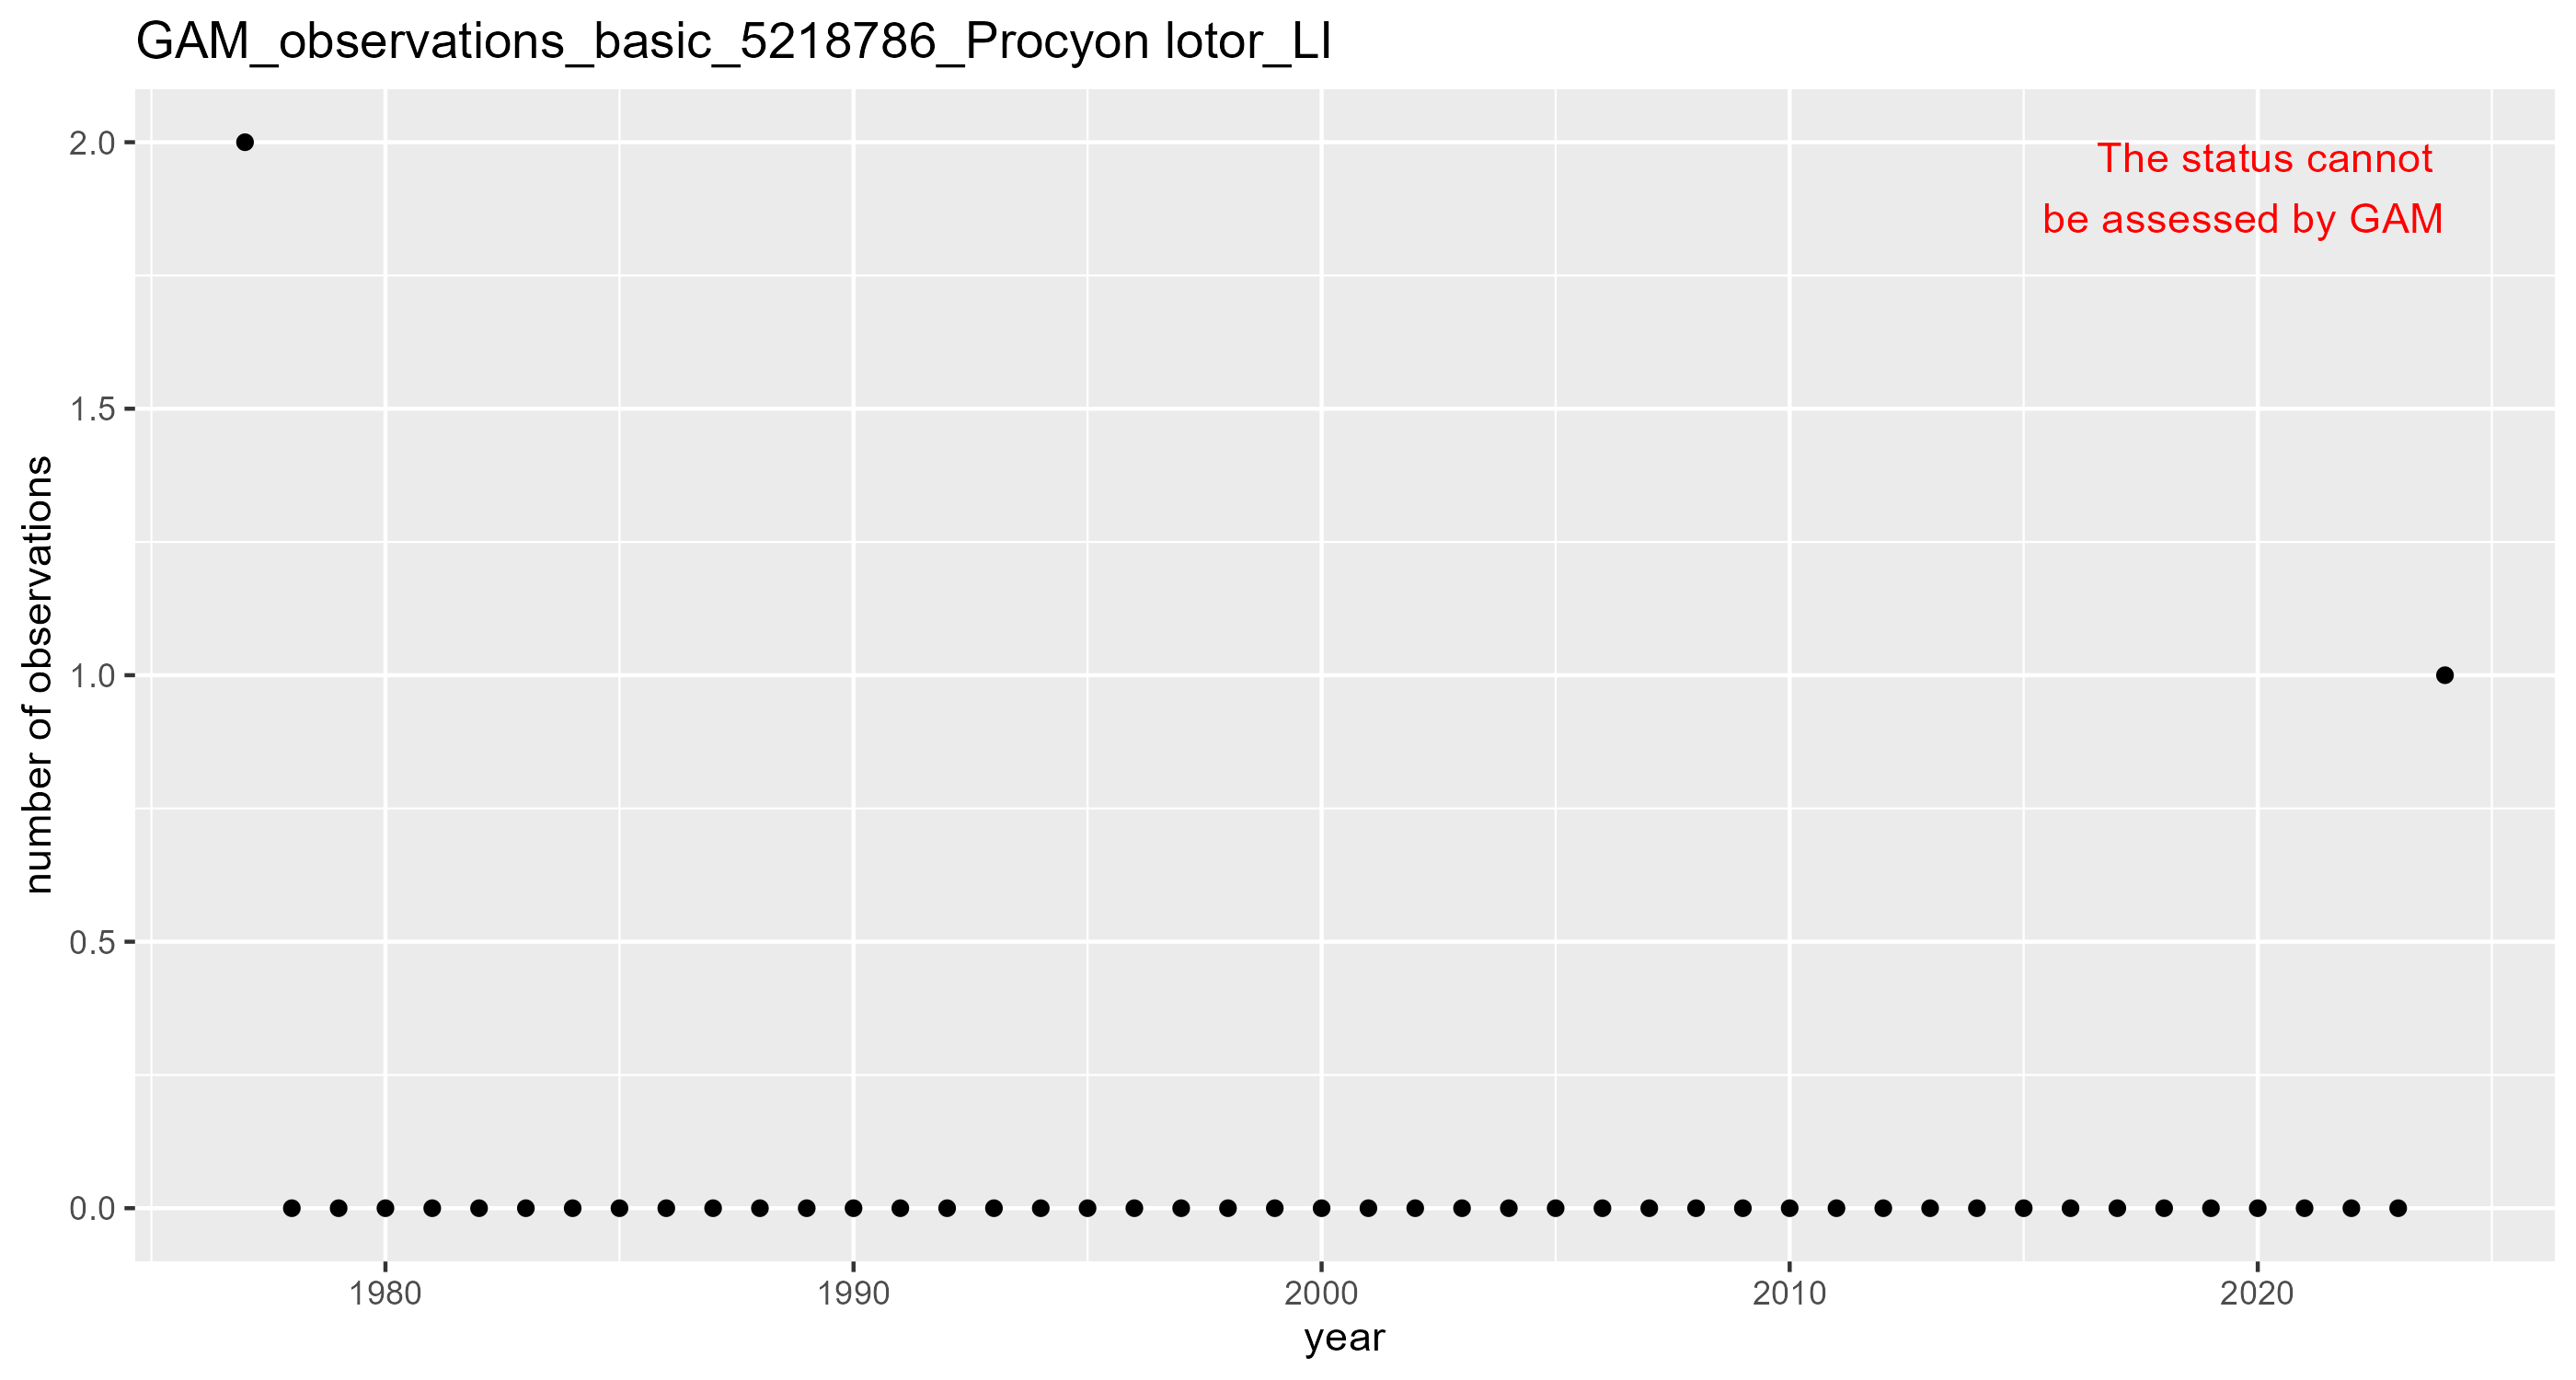 GAM_observations_basic_5218786_Procyon lotor_LI
The status cannot
be assessed by GAM
2.0
1.5
1.0
0.5
0.0
number of observations
1980 1990 2000 2010 2020
year